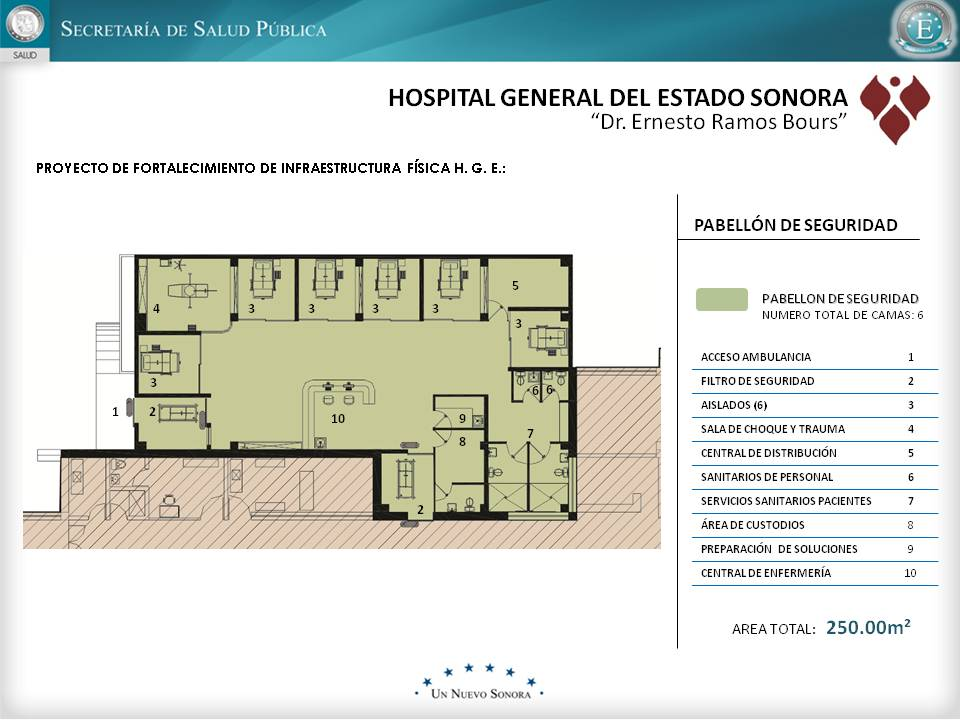 SECRETARÍA DE SALUD PÚBLICA
SALUD
E
HOSPITAL GENERAL DEL ESTADO SONORA
“Dr. Ernesto Ramos Bours”
PROYECTO DE FORTALECIMIENTO DE INFRAESTRUCTURA FÍSICA H. G. E.:
PABELLÓN DE SEGURIDAD
PABELLON DE SEGURIDAD
NUMERO TOTAL DE CAMAS: 6
ACCESO AMBULANCIA 1
FILTRO DE SEGURIDAD 2
AISLADOS (6) 3
SALA DE CHOQUE Y TRAUMA 4
CENTRAL DE DISTRIBUCIÓN 5
SANITARIOS DE PERSONAL 6
SERVICIOS SANITARIOS PACIENTES 7
ÁREA DE CUSTODIOS 8
PREPARACIÓN DE SOLUCIONES 9
CENTRAL DE ENFERMERÍA 10
AREA TOTAL: 250.00m²
4 3 3 3 3 5
3
3
6 6
1 2 10 9 7
8
2
UN NUEVO SONORA